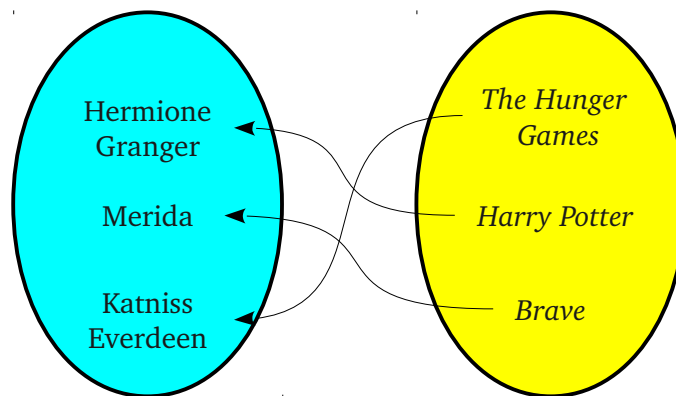 Hermione
Granger
Merida
Katniss
Everdeen
The Hunger
Games
Harry Potter
Brave